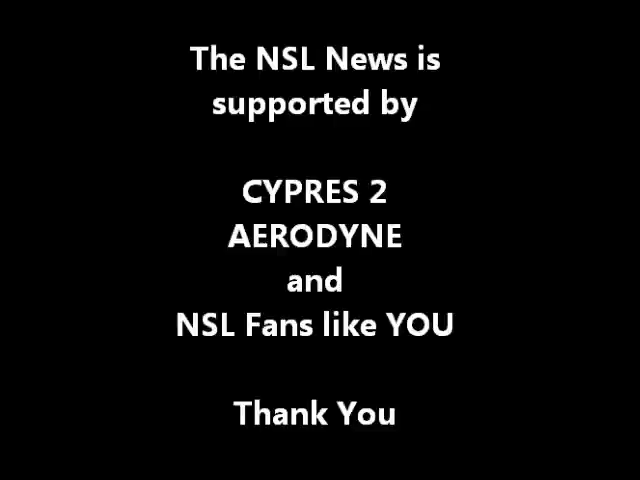 The NSL News is
supported by
CYPRES 2
AERODYNE
and
NSL Fans like YOU
Thank You